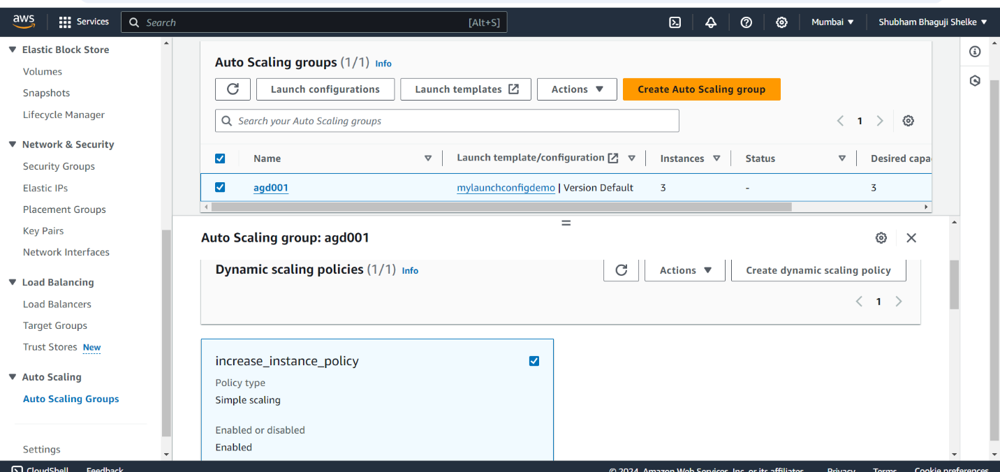 aws Services Search [Alt+S] Mumbai ▼ Shubham Bhaguji Shelke ▼
▼ Elastic Block Store
Volumes
Snapshots
Lifecycle Manager
▼ Network & Security
Security Groups
Elastic IPs
Placement Groups
Key Pairs
Network Interfaces
▼ Load Balancing
Load Balancers
Target Groups
Trust Stores New
▼ Auto Scaling
Auto Scaling Groups
Settings
Auto Scaling groups (1/1) Info
Launch configurations Launch templates Actions ▼ Create Auto Scaling group
Search your Auto Scaling groups 1
Name Launch template/configuration Instances Status Desired capa
agd001 mylaunchconfigdemo | Version Default 3 - 3
Auto Scaling group: agd001
Dynamic scaling policies (1/1) Info Actions ▼ Create dynamic scaling policy
1
increase_instance_policy
Policy type
Simple scaling
Enabled or disabled
Enabled
CloudShell Feedback © 2024, Amazon Web Services, Inc. or its affiliates. Privacy Terms Cookie preferences